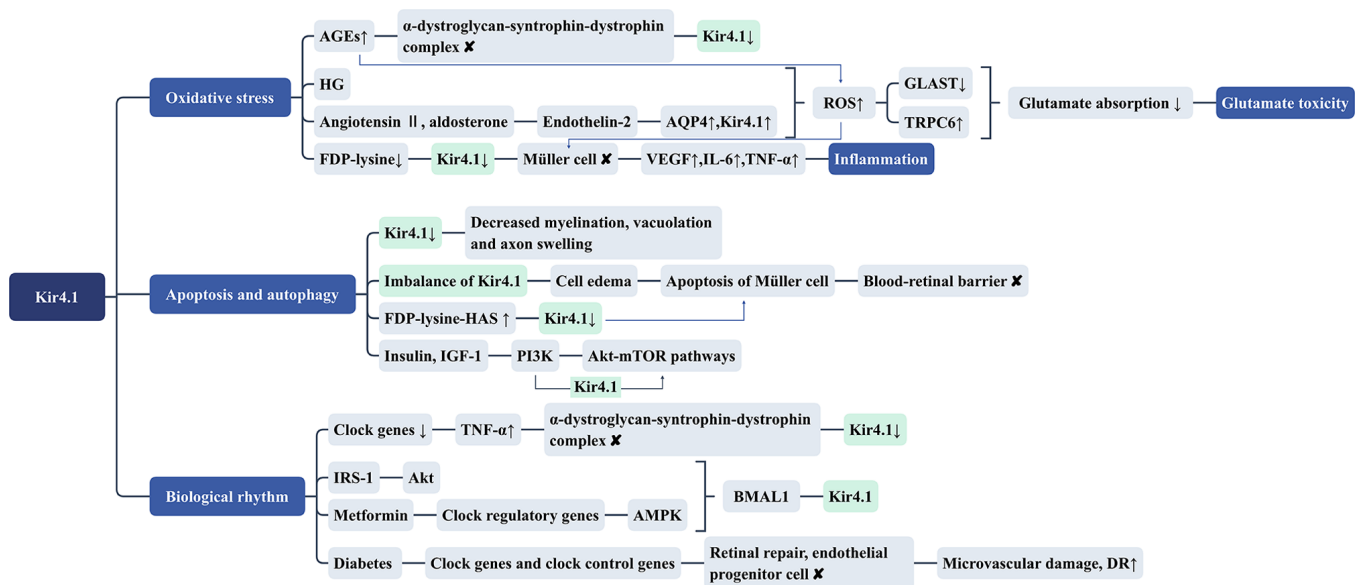 Kir4.1
Oxidative stress
AGEs↑
α-dystroglycan-syntrophin-dystrophin
complex ✘
Kir4.1↓
HG
Angiotensin Ⅱ, aldosterone
Endothelin-2
AQP4↑,Kir4.1↑
ROS↑
GLAST↓
TRPC6↑
Glutamate absorption ↓
Glutamate toxicity
FDP-lysine↓
Kir4.1↓
Müller cell ✘
VEGF↑,IL-6↑,TNF-α↑
Inflammation
Apoptosis and autophagy
Kir4.1↓
Decreased myelination, vacuolation
and axon swelling
Imbalance of Kir4.1
Cell edema
Apoptosis of Müller cell
Blood-retinal barrier ✘
FDP-lysine-HAS ↑
Kir4.1↓
Insulin, IGF-1
PI3K
Akt-mTOR pathways
Kir4.1
Biological rhythm
Clock genes ↓
TNF-α↑
α-dystroglycan-syntrophin-dystrophin
complex ✘
Kir4.1↓
IRS-1
Akt
Metformin
Clock regulatory genes
AMPK
BMAL1
Kir4.1
Diabetes
Clock genes and clock control genes
Retinal repair, endothelial
progenitor cell ✘
Microvascular damage, DR↑